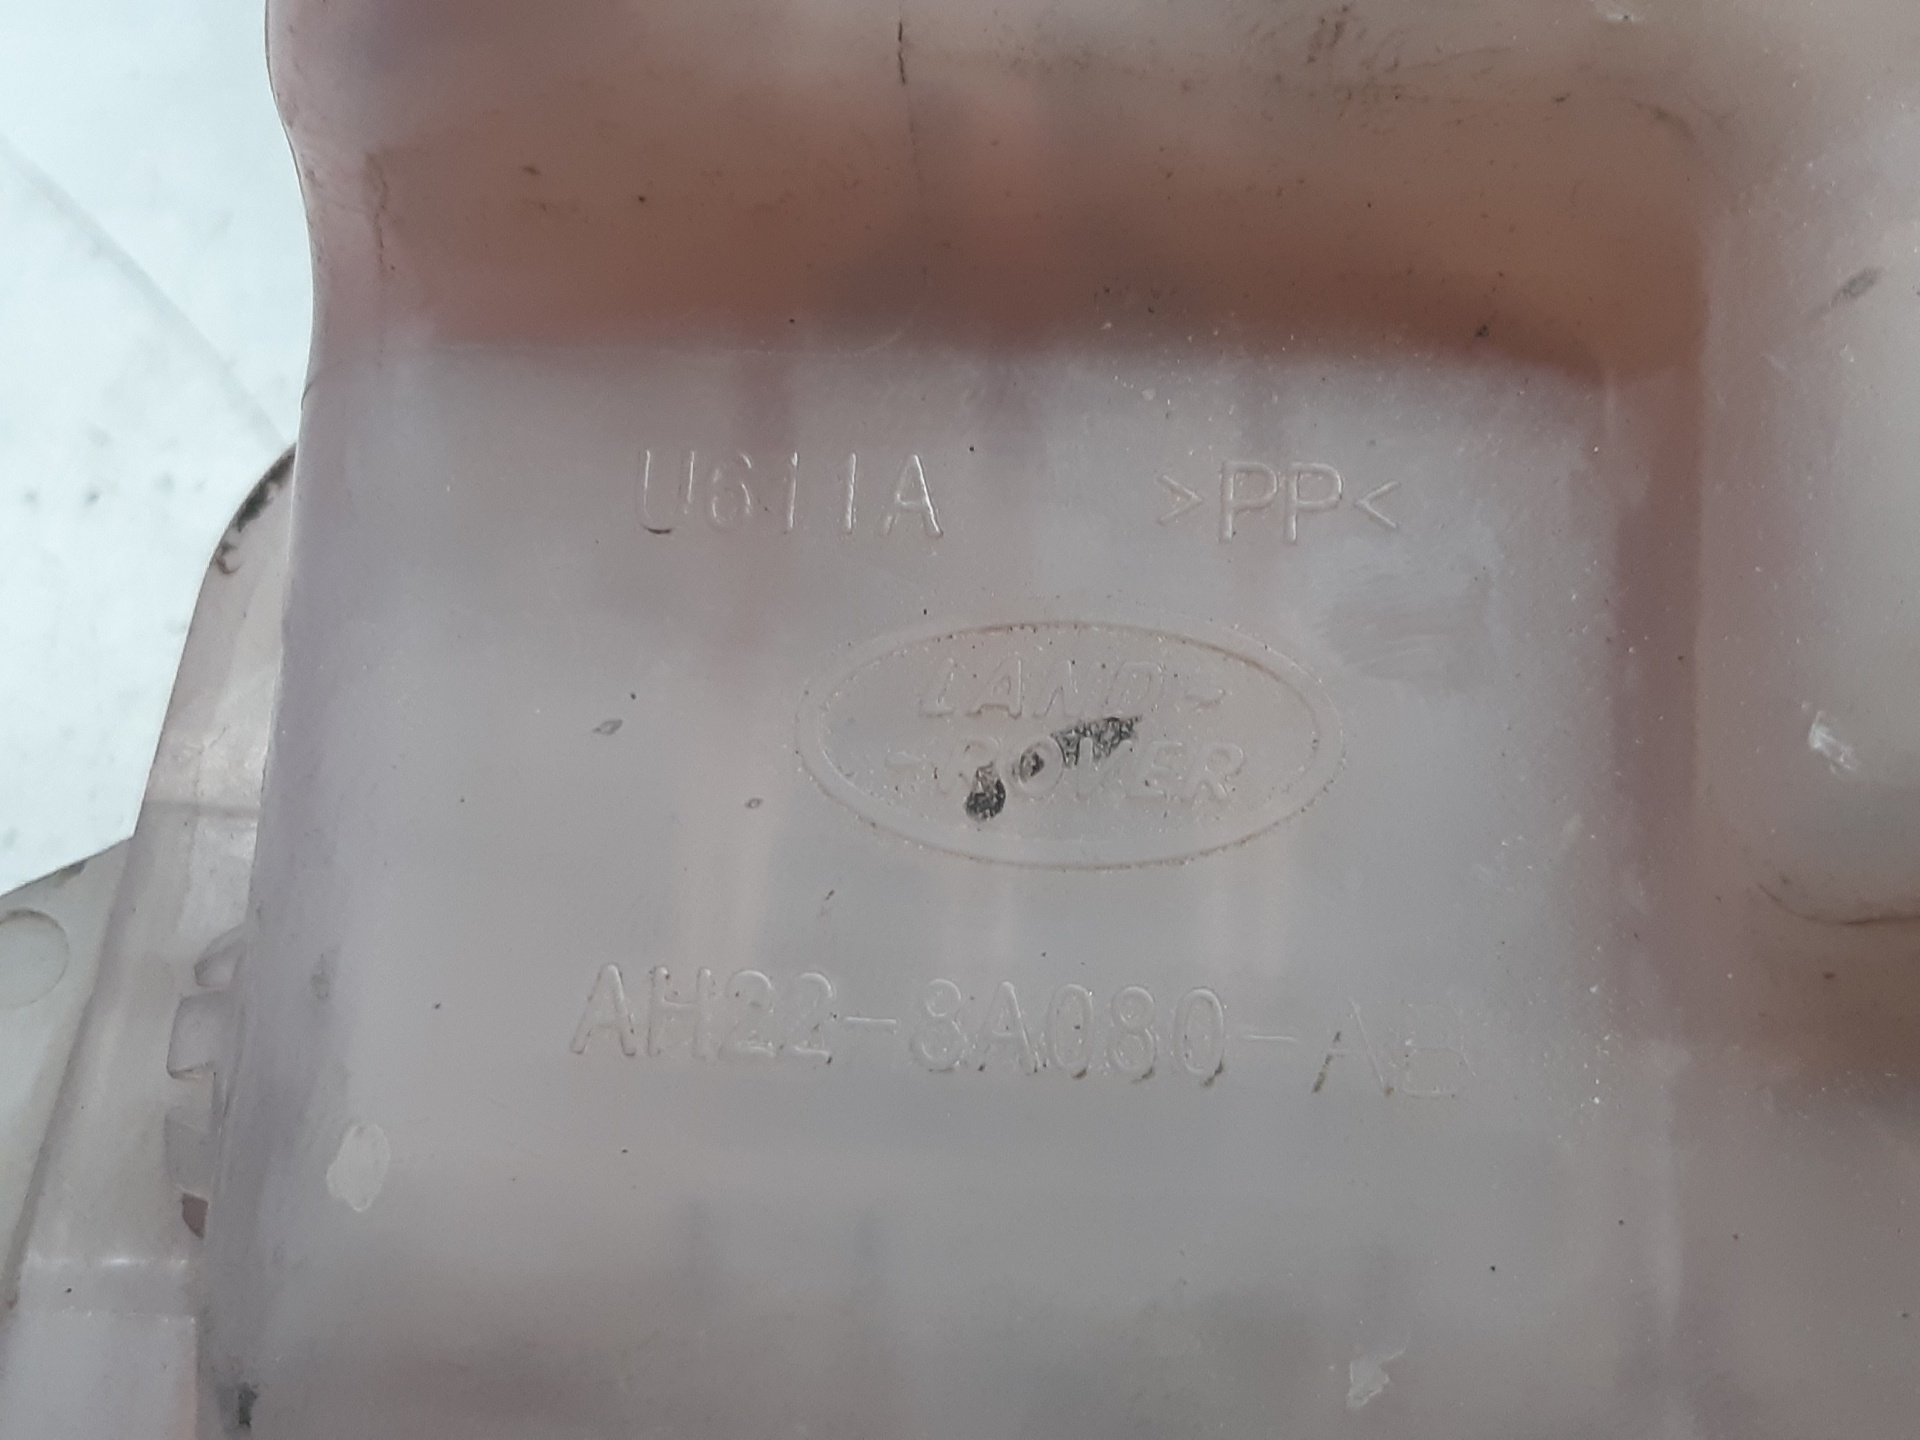 U611A >PP<
LAND-
-ROVER
AH22-8A080-AB